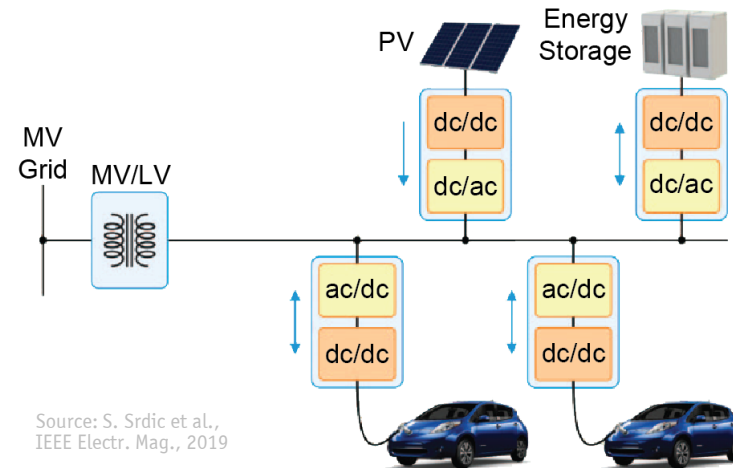 Energy
Storage
PV
dc/dc
dc/ac
dc/dc
dc/ac
MV
Grid
MV/LV
ac/dc
dc/dc
ac/dc
dc/dc
Source: S. Srdic et al.,
IEEE Electr. Mag., 2019